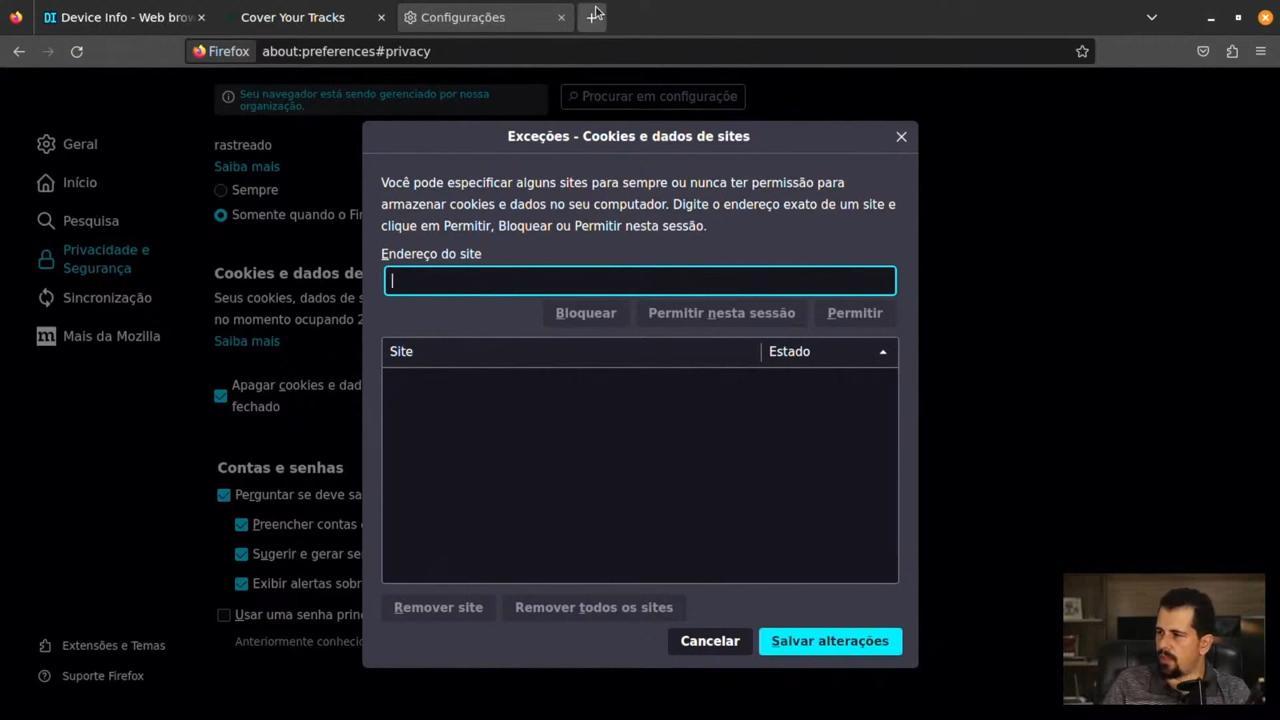 Device Info - Web brow
Cover Your Tracks
Configurações
Firefox
about:preferences#privacy
Seu navegador está sendo gerenciado por nossa
organização.
Procurar em configuraçõe
Geral
Início
Pesquisa
Privacidade e
Segurança
Sincronização
Mais da Mozilla
Extensões e Temas
Suporte Firefox
rastreado
Saiba mais
Sempre
Somente quando o Fi
Cookies e dados de
Seus cookies, dados de s
no momento ocupando 2
Saiba mais
Apagar cookies e dad
fechado
Contas e senhas
Perguntar se deve sa
Preencher contas e
Sugerir e gerar se
Exibir alertas sobr
Usar uma senha prin
Anteriormente conhecid
Exceções - Cookies e dados de sites
Você pode especificar alguns sites para sempre ou nunca ter permissão para
armazenar cookies e dados no seu computador. Digite o endereço exato de um site e
clique em Permitir, Bloquear ou Permitir nesta sessão.
Endereço do site
Bloquear
Permitir nesta sessão
Permitir
Site
Estado
Remover site
Remover todos os sites
Cancelar
Salvar alterações